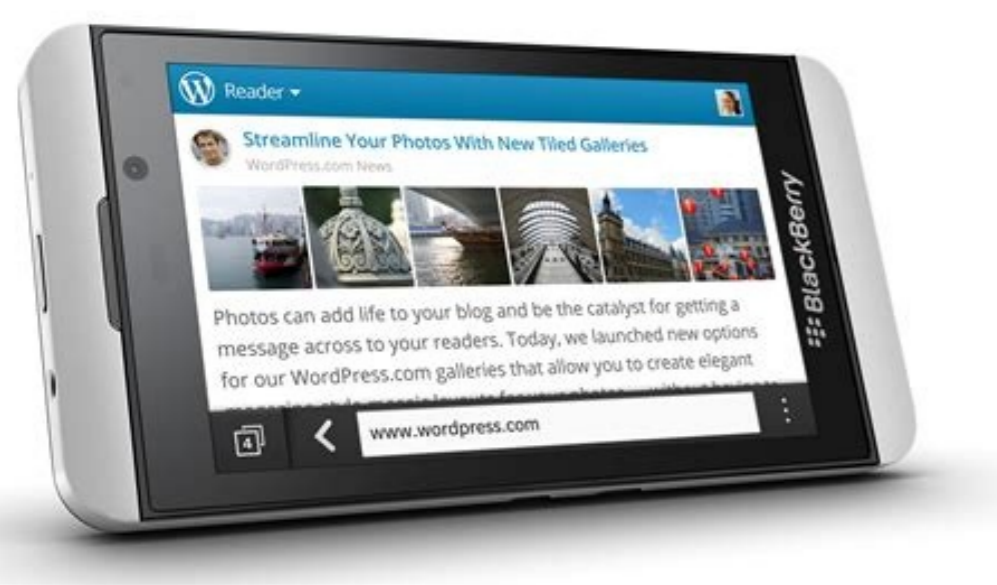 Reader
Streamline Your Photos With New Tiled Galleries
WordPress.com News
Photos can add life to your blog and be the catalyst for getting a
message across to your readers. Today, we launched new options
for our WordPress.com galleries that allow you to create elegant
4
www.wordpress.com
BlackBerry